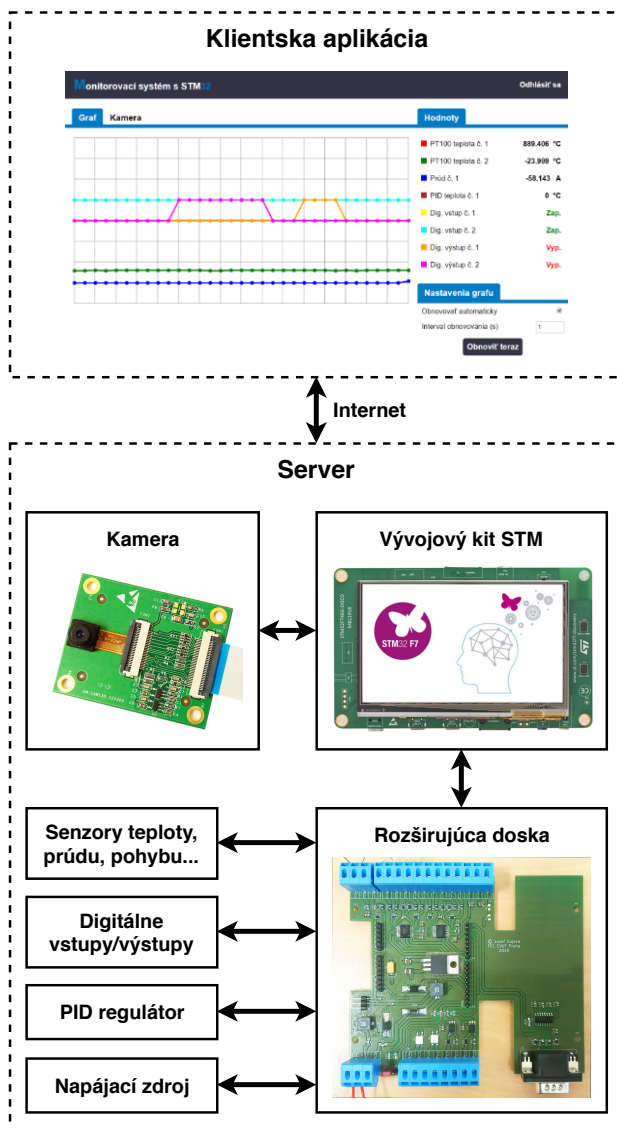 Klientska aplikácia
Monitorovací systém s STM32
Odhlásiť sa
Graf
Kamera
Hodnoty
PT100 teplota č. 1 889.406 °C
PT100 teplota č. 2 -23.999 °C
Prúd č. 1 -58.143 A
PID teplota č. 1 0 °C
Dig. vstup č. 1 Zap.
Dig. vstup č. 2 Zap.
Dig. výstup č. 1 Vyp.
Dig. výstup č. 2 Vyp.
Nastavenia grafu
Obnovovať automaticky
Interval obnovovania (s) 1
Obnoviť teraz
Internet
Server
Kamera
Vývojový kit STM
STM32 F7
Senzory teploty,
prúdu, pohybu...
Rozširujúca doska
Digitálne
vstupy/výstupy
PID regulátor
Napájací zdroj